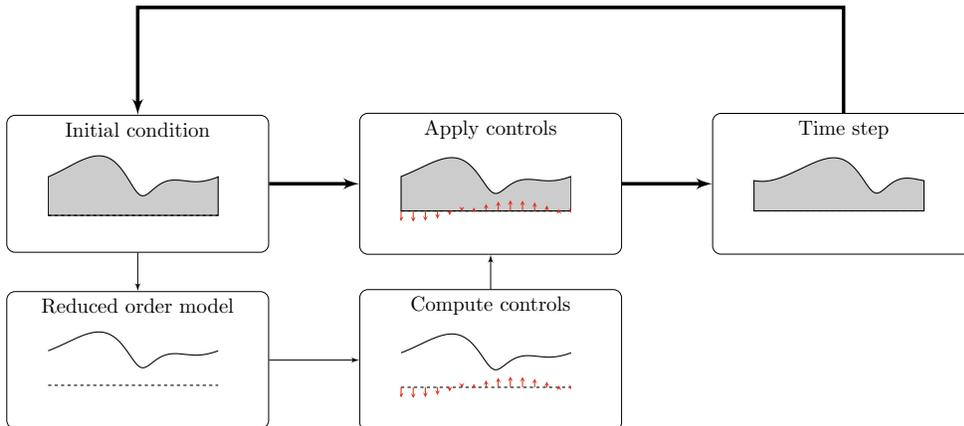 Initial condition
Apply controls
Time step
Reduced order model
Compute controls